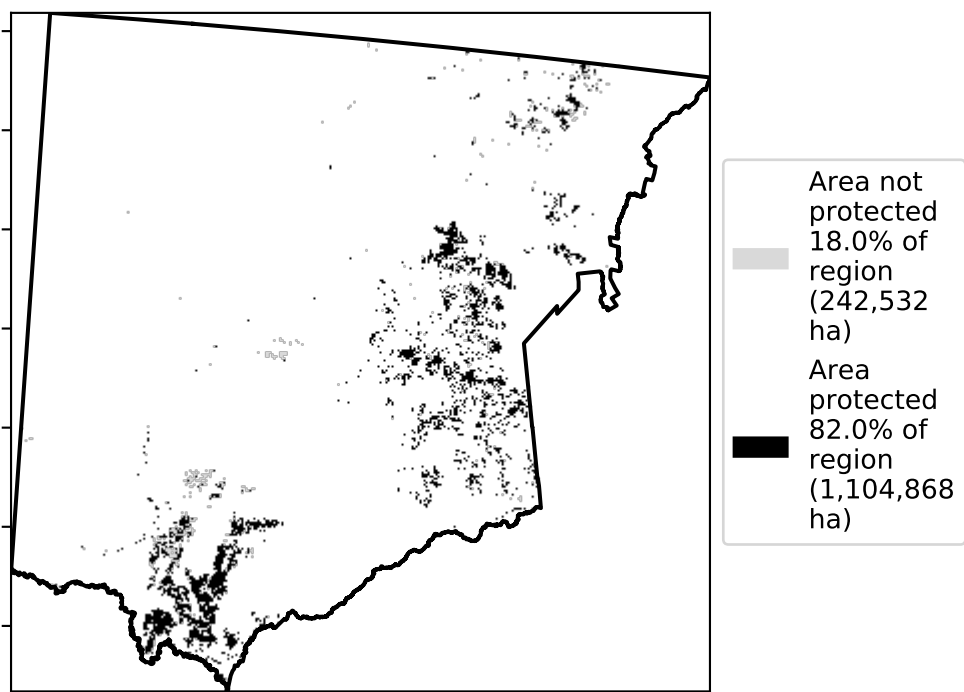 Area not
protected
18.0% of
region
(242,532
ha)
Area
protected
82.0% of
region
(1,104,868
ha)